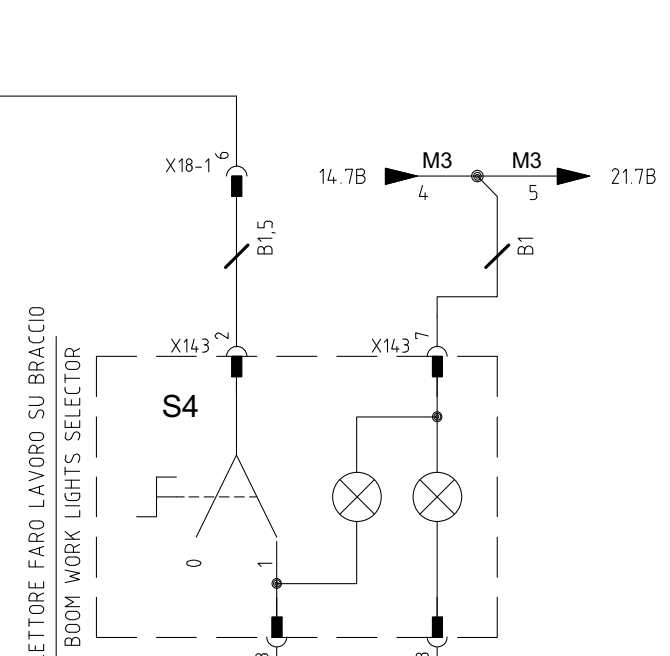 X18-1
6
14.7B
M3
M3
21.7B
4
5
B1,5
B1
X143
2
X143
7
S4
LAVORO SU BRACCIO
FARO
BOOM WORK LIGHTS SELECTOR
0
1